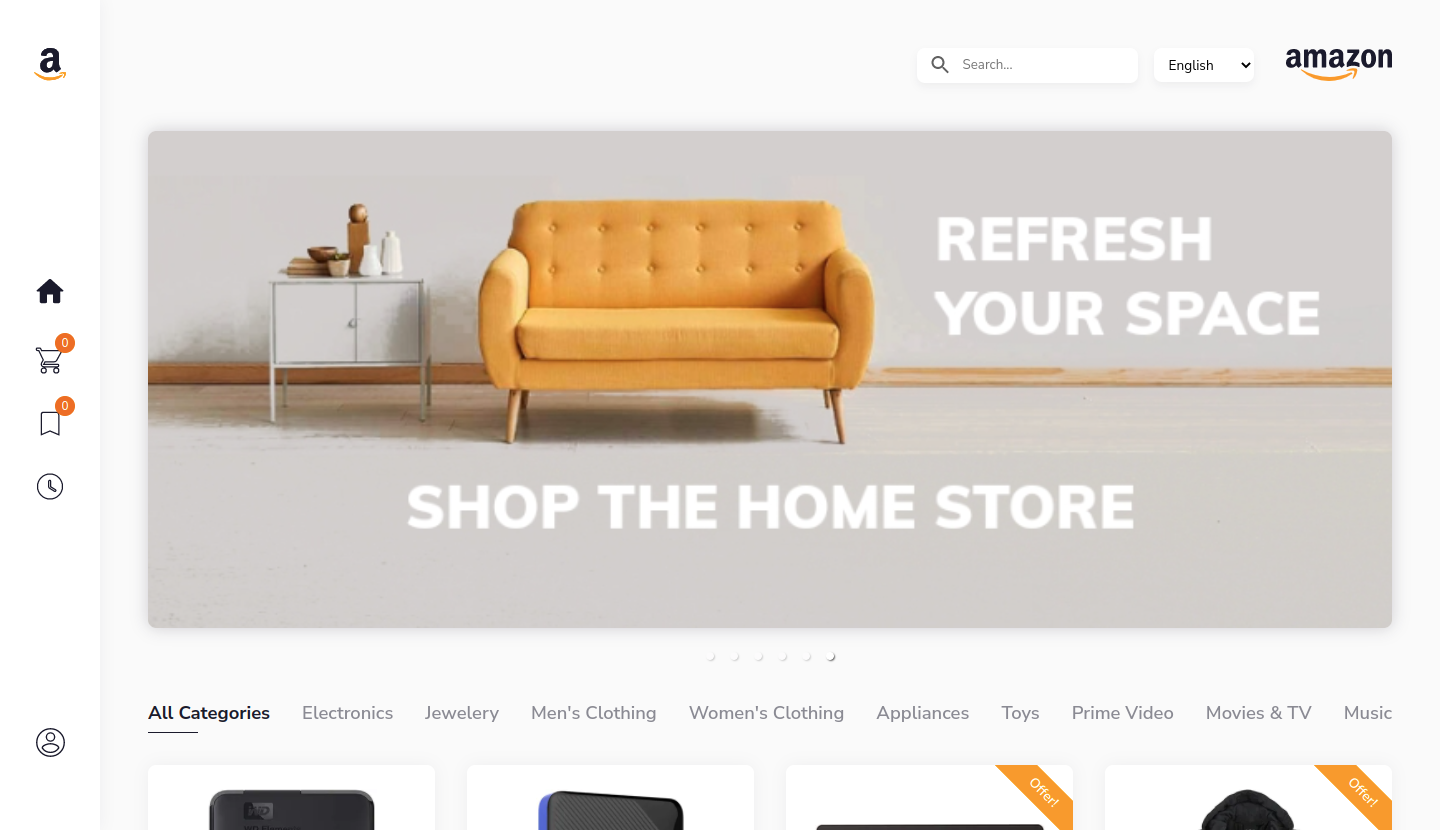 a
Search...
English
amazon
REFRESH
YOUR SPACE
0
0
SHOP THE HOME STORE
All Categories
Electronics
Jewelery
Men's Clothing
Women's Clothing
Appliances
Toys
Prime Video
Movies & TV
Music
WD
Offer!
Offer!